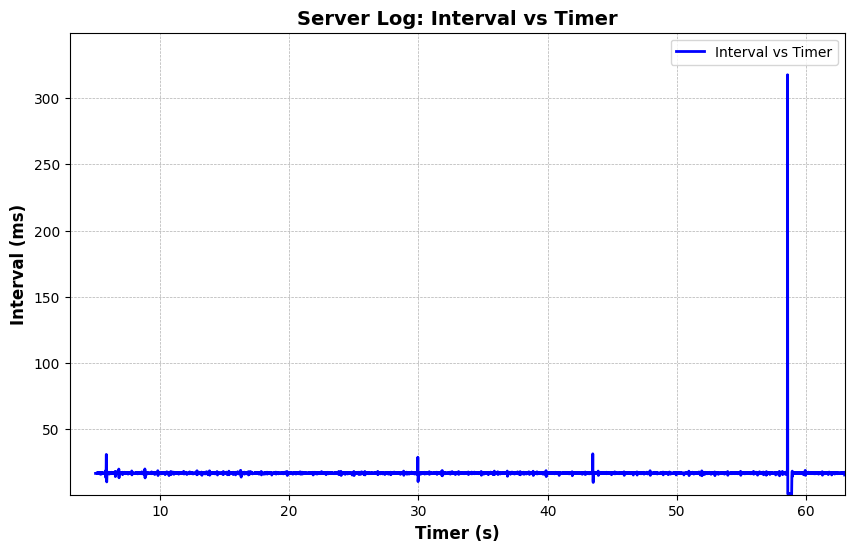 Server Log: Interval vs Timer
Interval vs Timer
Interval (ms)
300
250
200
150
100
50
10 20 30 40 50 60
Timer (s)